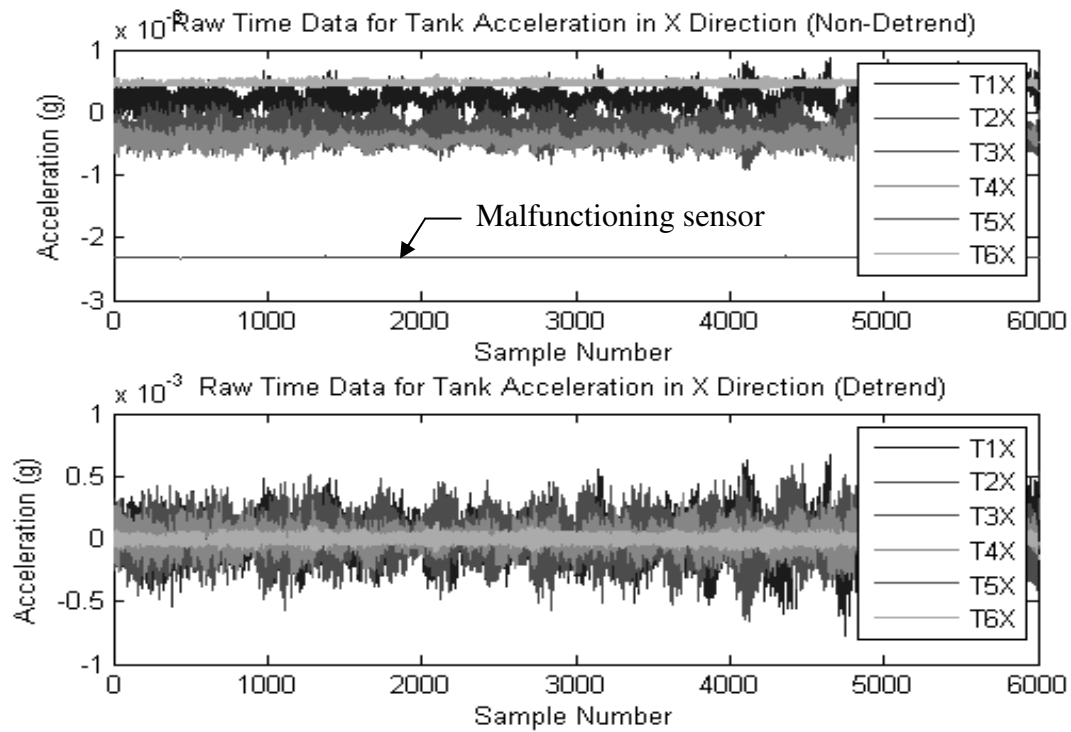 x 10⁻³ Raw Time Data for Tank Acceleration in X Direction (Non-Detrend)
1
0
-1
-2
-3
Acceleration (g)
T1X
T2X
T3X
T4X
T5X
T6X
Malfunctioning sensor
0 1000 2000 3000 4000 5000 6000
Sample Number
x 10⁻³ Raw Time Data for Tank Acceleration in X Direction (Detrend)
1
0.5
0
-0.5
-1
Acceleration (g)
T1X
T2X
T3X
T4X
T5X
T6X
0 1000 2000 3000 4000 5000 6000
Sample Number